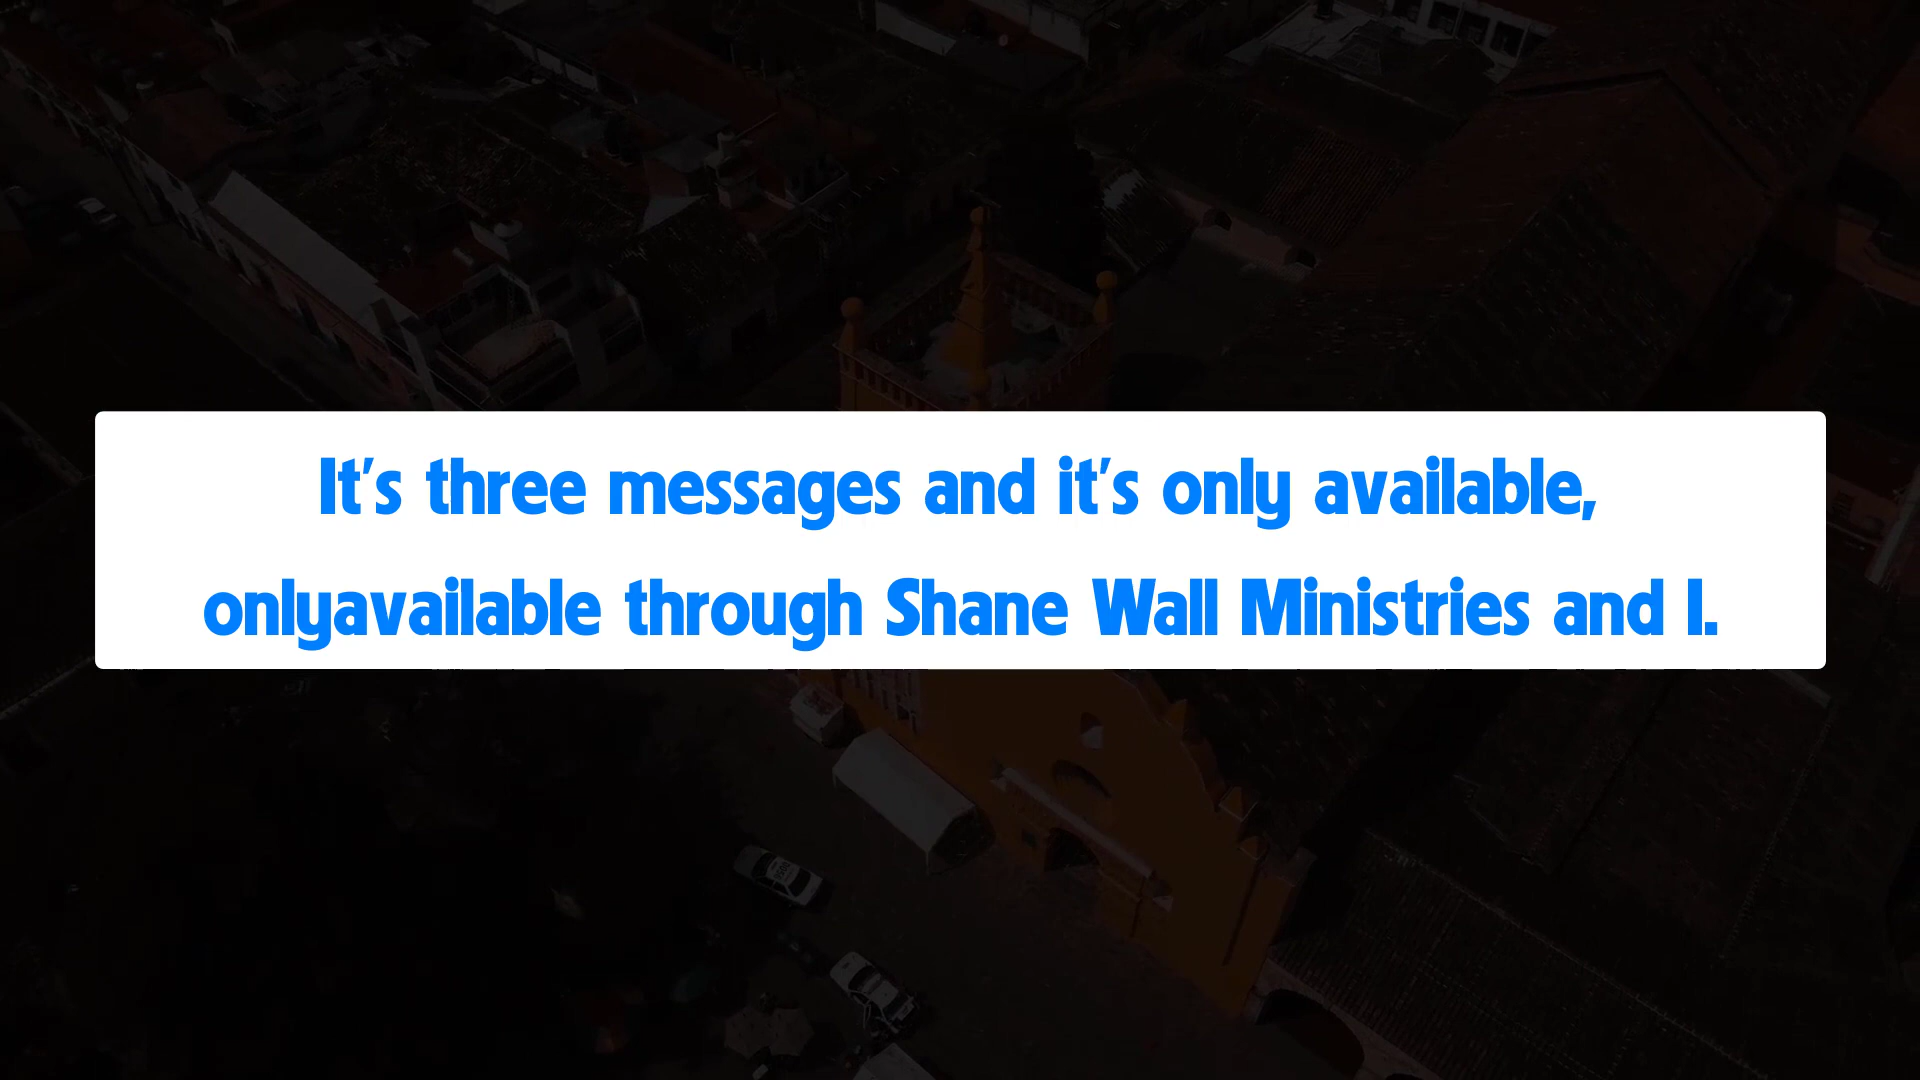 It's three messages and it's only available,
onlyavailable through Shane Wall Ministries and I.